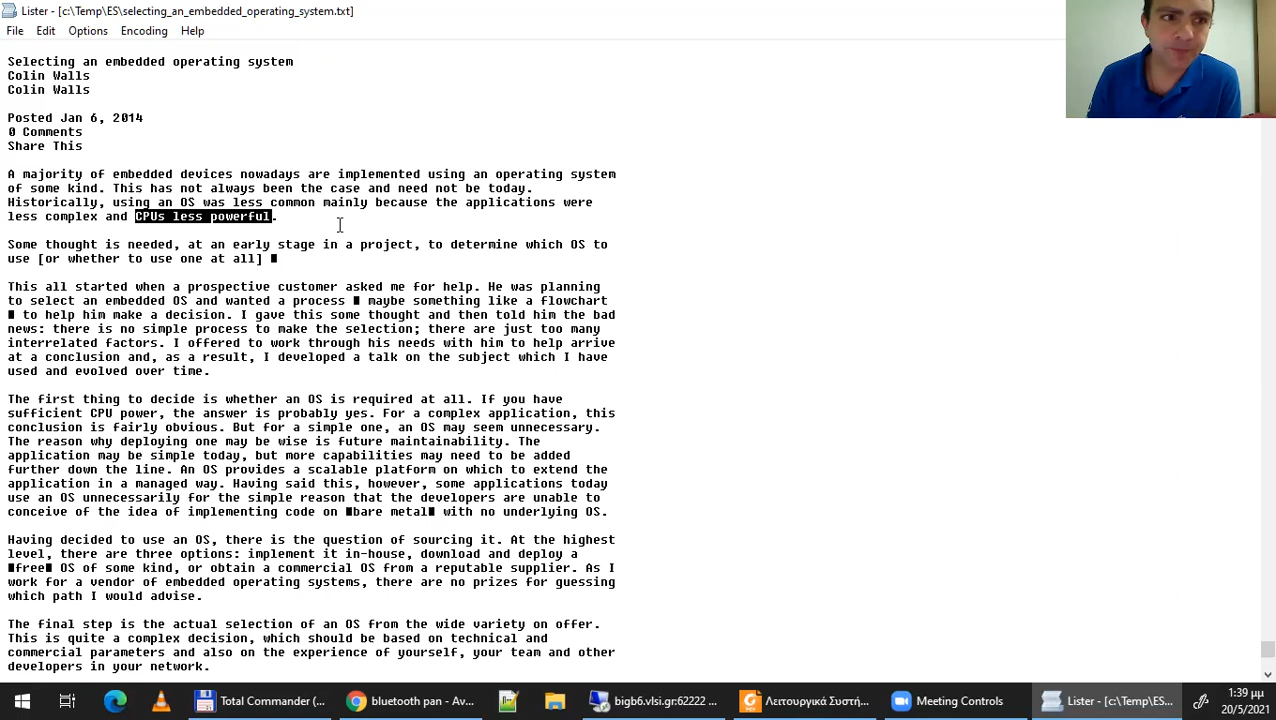 Lister - [c:\Temp\ES\selecting_an_embedded_operating_system.txt]
File Edit Options Encoding Help
Selecting an embedded operating system
Colin Walls
Colin Walls
Posted Jan 6, 2014
0 Comments
Share This
A majority of embedded devices nowadays are implemented using an operating system
of some kind. This has not always been the case and need not be today.
Historically, using an OS was less common mainly because the applications were
less complex and CPUs less powerful.
Some thought is needed, at an early stage in a project, to determine which OS to
use [or whether to use one at all] ■
This all started when a prospective customer asked me for help. He was planning
to select an embedded OS and wanted a process ■ maybe something like a flowchart
■ to help him make a decision. I gave this some thought and then told him the bad
news: there is no simple process to make the selection; there are just too many
interrelated factors. I offered to work through his needs with him to help arrive
at a conclusion and, as a result, I developed a talk on the subject which I have
used and evolved over time.
The first thing to decide is whether an OS is required at all. If you have
sufficient CPU power, the answer is probably yes. For a complex application, this
conclusion is fairly obvious. But for a simple one, an OS may seem unnecessary.
The reason why deploying one may be wise is future maintainability. The
application may be simple today, but more capabilities may need to be added
further down the line. An OS provides a scalable platform on which to extend the
application in a managed way. Having said this, however, some applications today
use an OS unnecessarily for the simple reason that the developers are unable to
conceive of the idea of implementing code on ■bare metal■ with no underlying OS.
Having decided to use an OS, there is the question of sourcing it. At the highest
level, there are three options: implement it in-house, download and deploy a
■free■ OS of some kind, or obtain a commercial OS from a reputable supplier. As I
work for a vendor of embedded operating systems, there are no prizes for guessing
which path I would advise.
The final step is the actual selection of an OS from the wide variety on offer.
This is quite a complex decision, which should be based on technical and
commercial parameters and also on the experience of yourself, your team and other
developers in your network.
Total Commander (... bluetooth pan - Αν... bigb6.vlsi.gr:62222 ... Λειτουργικά Συστή... Meeting Controls Lister - [c:\Temp\ES... 1:39 μμ
20/5/2021